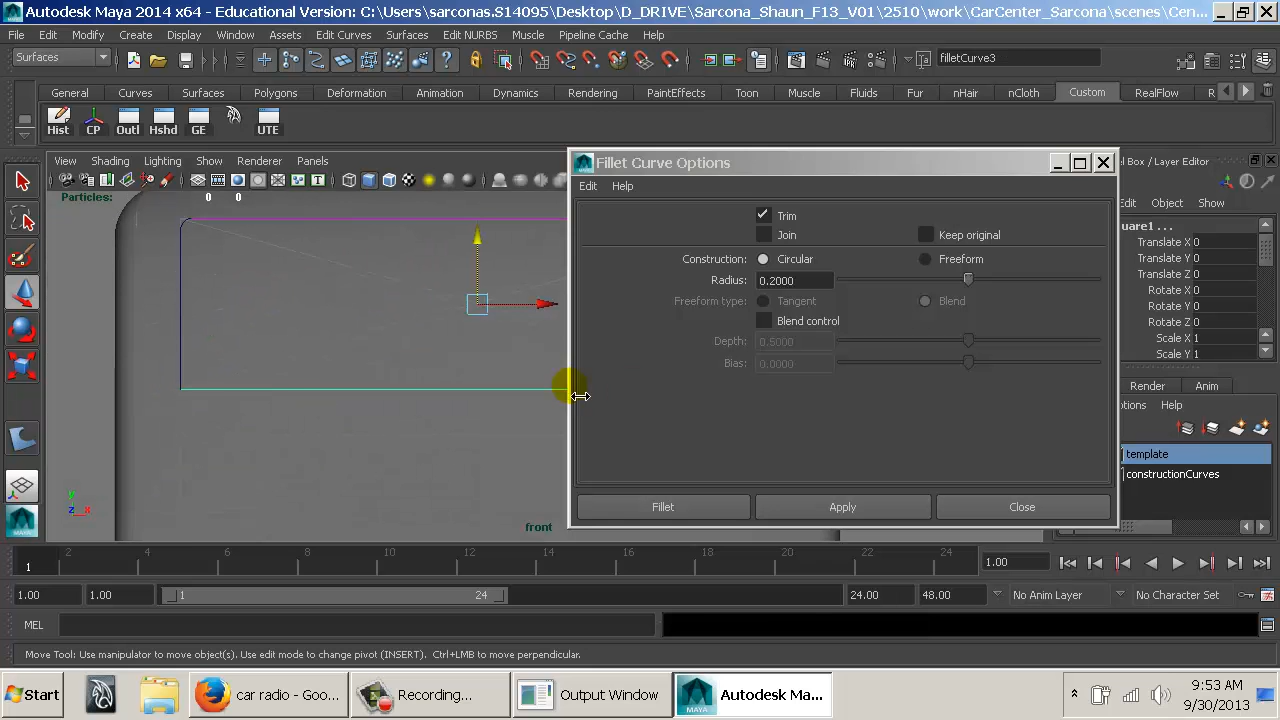 Autodesk Maya 2014 x64 - Educational Version: C:\Users\saconas.S14095\Desktop\D_DRIVE\Sarcona_Shaun_F13_V01\2510\work\CarCenter_Sarcona\scenes\Cen...
File Edit Modify Create Display Window Assets Edit Curves Surfaces Edit NURBS Muscle Pipeline Cache Help
Surfaces filletCurve3
General Curves Surfaces Polygons Deformation Animation Dynamics Rendering PaintEffects Toon Muscle Fluids Fur nHair nCloth Custom RealFlow R
Hist CP Outl Hshd GE UTE
View Shading Lighting Show Renderer Panels
Fillet Curve Options
el Box / Layer Editor
Edit Help
Particles: 0 0
dit Object Show
Trim
Join Keep original
Construction: Circular Freeform
Radius: 0.2000
Freeform type: Tangent Blend
Blend control
Depth: 0.5000
Bias: 0.0000
Fillet Apply Close
quare1 ...
Translate X 0
Translate Y 0
Translate Z 0
Rotate X 0
Rotate Y 0
Rotate Z 0
Scale X 1
Scale Y 1
Render Anim
ptions Help
template
constructionCurves
y
z x
front
2 4 6 8 10 12 14 16 18 20 22 24
1 1.00
1.00 1.00 1 24 24.00 48.00 No Anim Layer No Character Set
MEL
Move Tool: Use manipulator to move object(s). Use edit mode to change pivot (INSERT). Ctrl+LMB to move perpendicular.
Start car radio - Goo... Recording... Output Window Autodesk Ma...
9:53 AM
9/30/2013